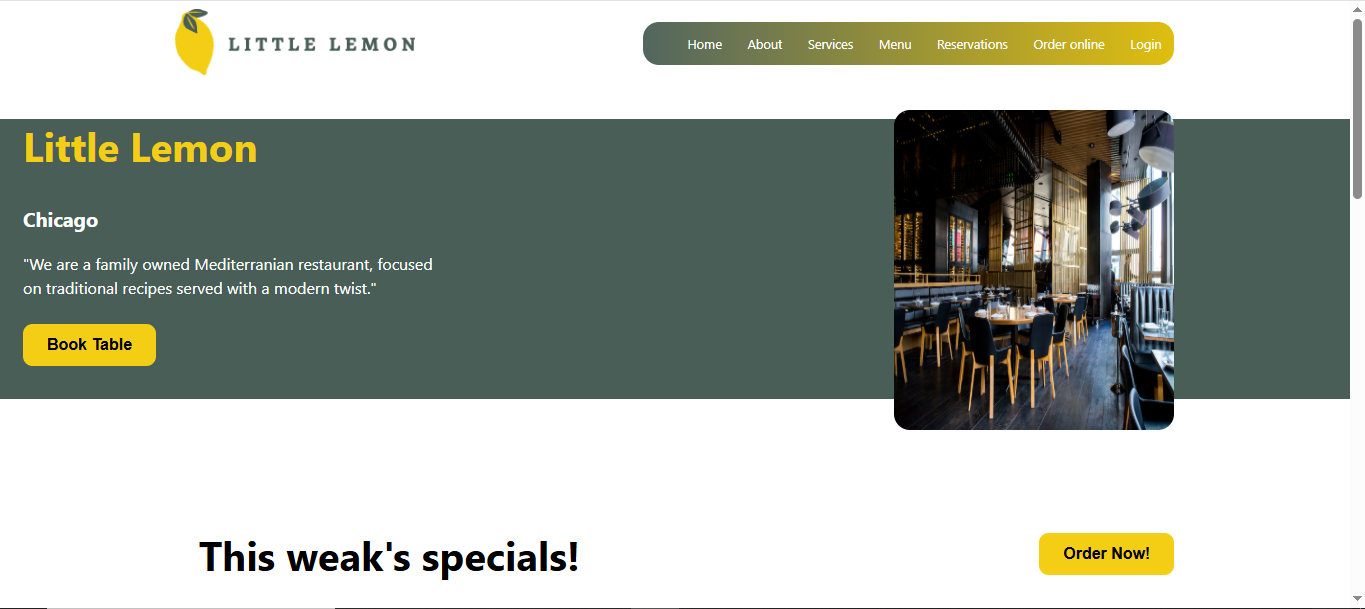 LITTLE LEMON
Home About Services Menu Reservations Order online Login
Little Lemon
Chicago
"We are a family owned Mediterranian restaurant, focused
on traditional recipes served with a modern twist."
Book Table
This weak's specials!
Order Now!